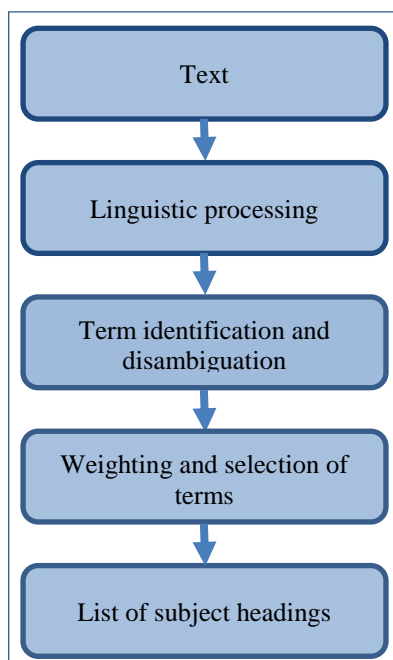 Text
Linguistic processing
Term identification and
disambiguation
Weighting and selection of
terms
List of subject headings